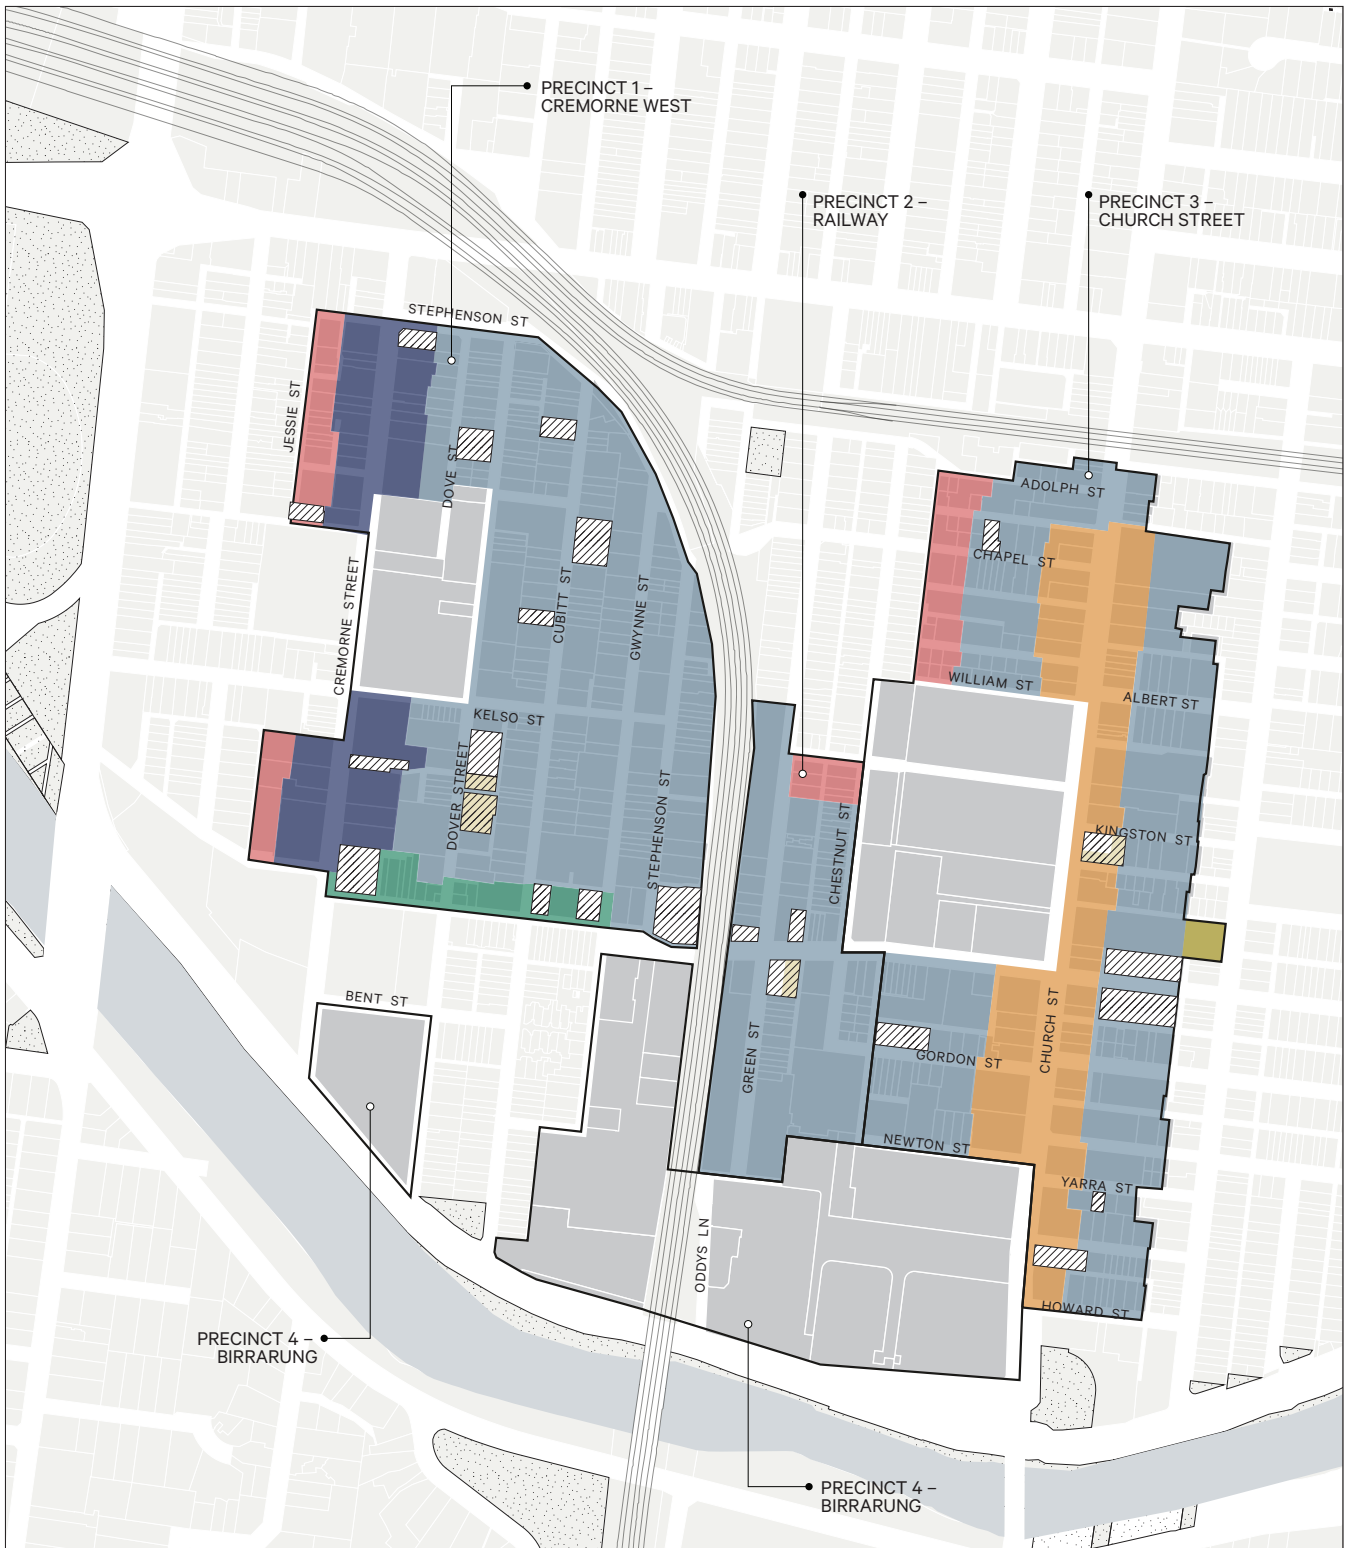 PRECINCT 1 –
CREMORNE WEST
PRECINCT 2 –
RAILWAY
PRECINCT 3 –
CHURCH STREET
STEPHENSON ST
JESSIE ST
DOVE ST
ADOLPH ST
CHAPEL ST
CREMORNE STREET
CUBITT ST
GWYNNE ST
WILLIAM ST
ALBERT ST
KELSO ST
DOVER STREET
STEPHENSON ST
CHESTNUT ST
KINGSTON ST
BENT ST
GREEN ST
CHURCH ST
GORDON ST
NEWTON ST
YARRA ST
ODDYS LN
HOWARD ST
PRECINCT 4 –
BIRRARUNG
PRECINCT 4 –
BIRRARUNG